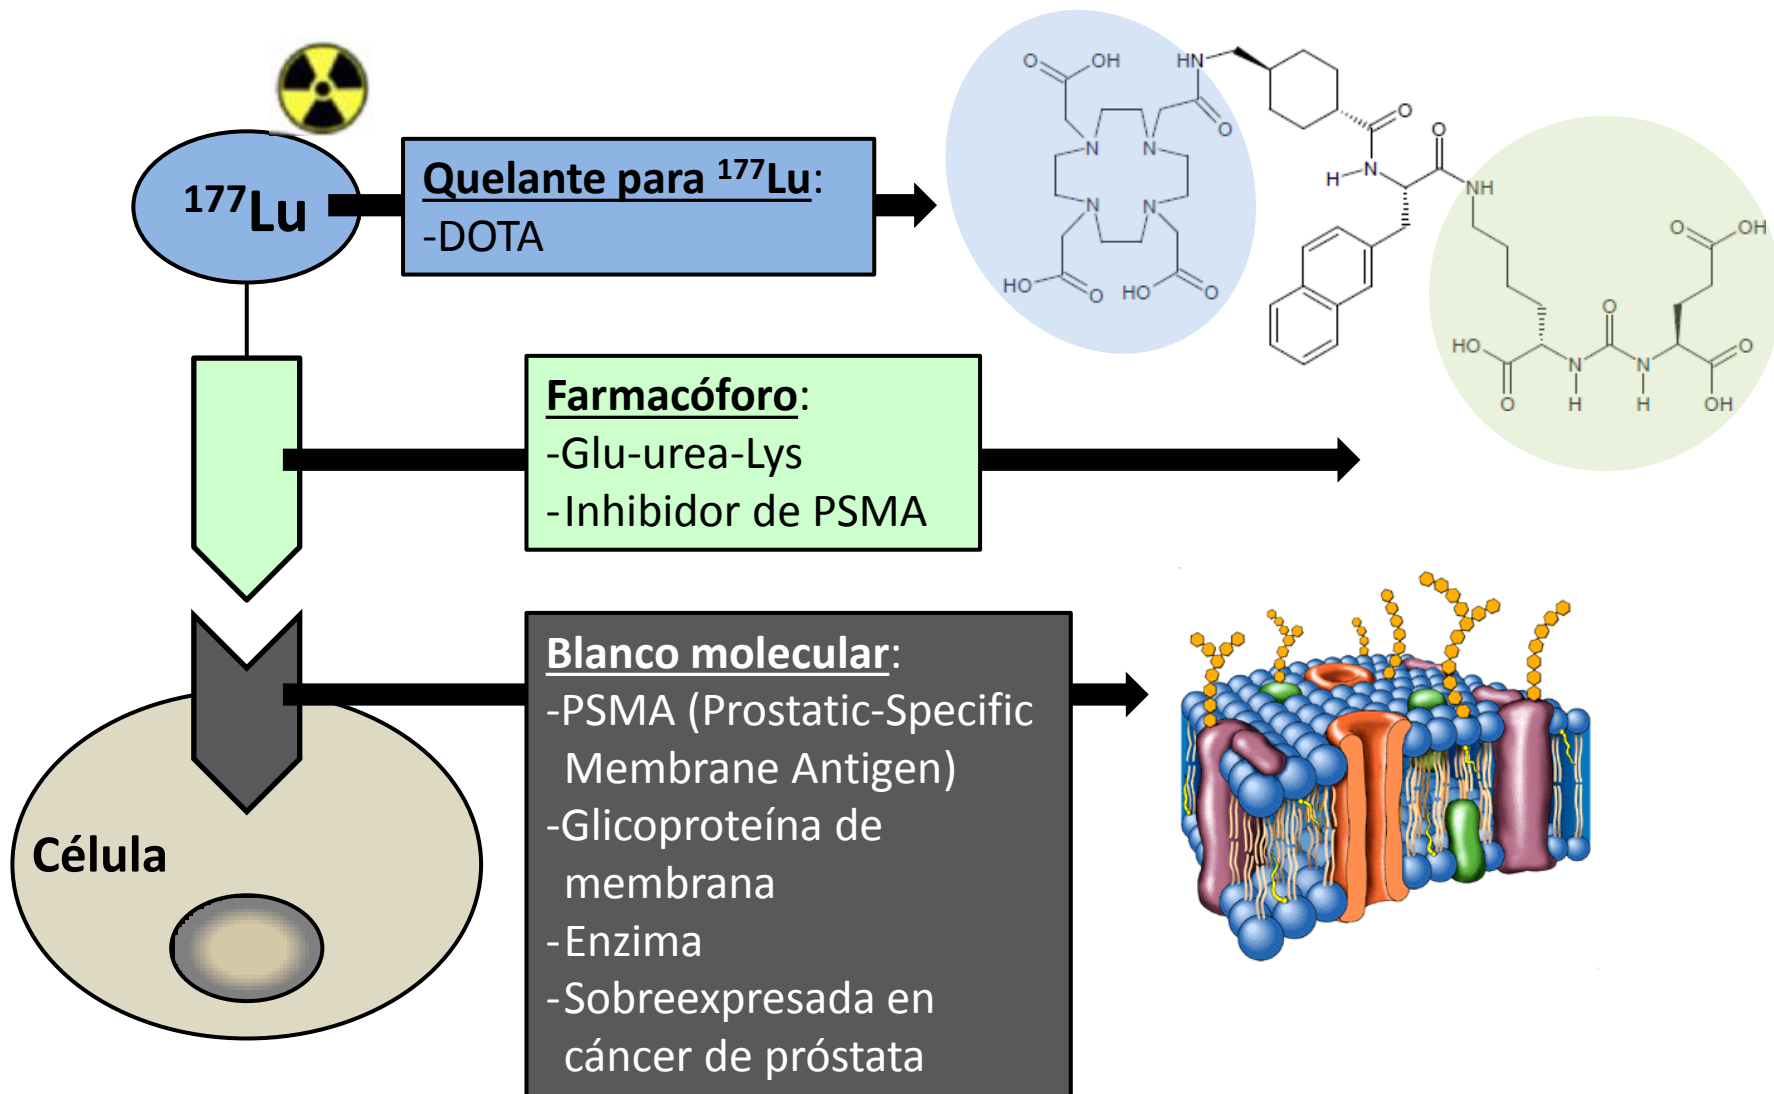 ¹⁷⁷Lu
Quelante para ¹⁷⁷Lu:
-DOTA
Farmacóforo:
-Glu-urea-Lys
-Inhibidor de PSMA
Blanco molecular:
-PSMA (Prostatic-Specific
Membrane Antigen)
-Glicoproteína de
membrana
-Enzima
-Sobreexpresada en
cáncer de próstata
Célula
O
OH
HN
O
N
N
N
N
HO
O
HO
O
O
N
H
O
NH
O
OH
HO
O
N
H
O
N
H
O
OH